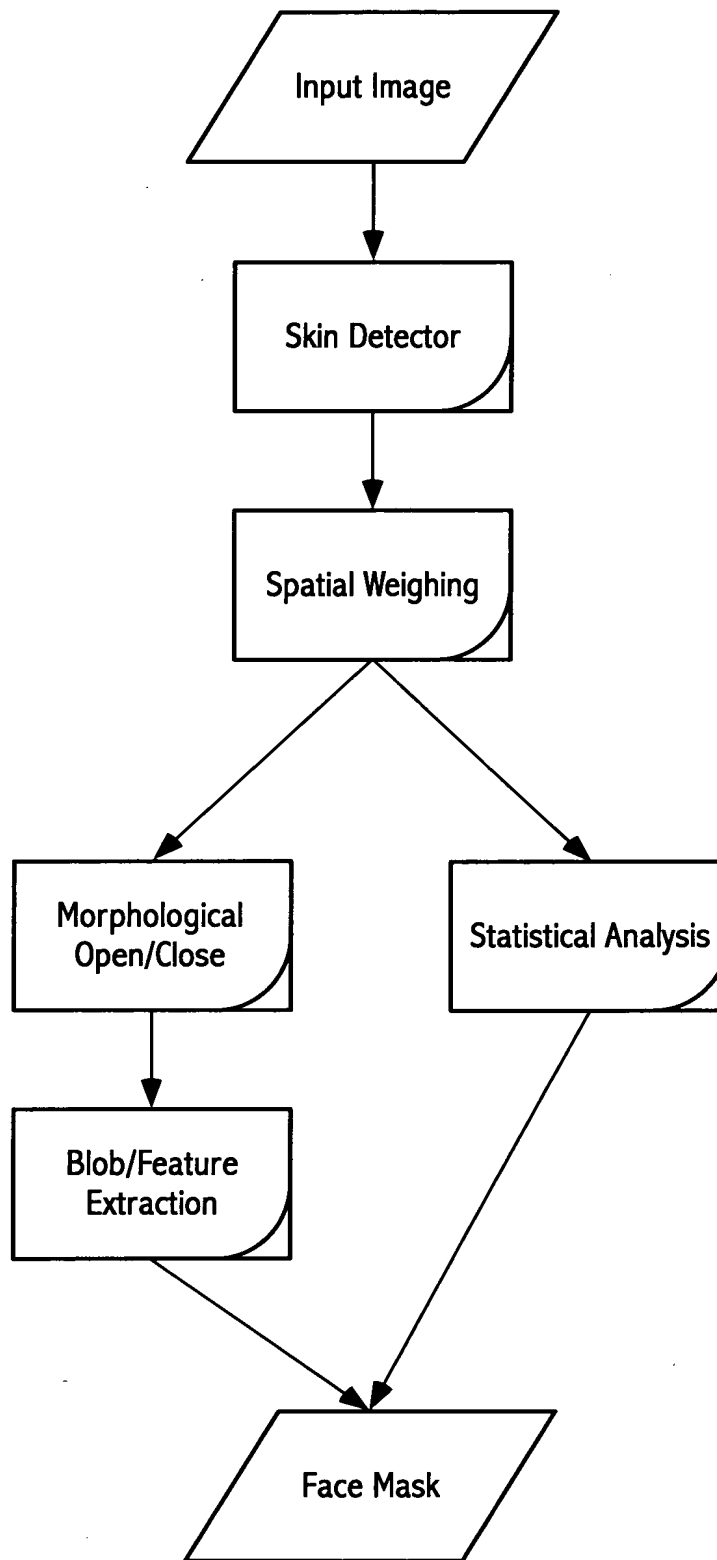 Input Image
Skin Detector
Spatial Weighing
Morphological
Open/Close
Statistical Analysis
Blob/Feature
Extraction
Face Mask